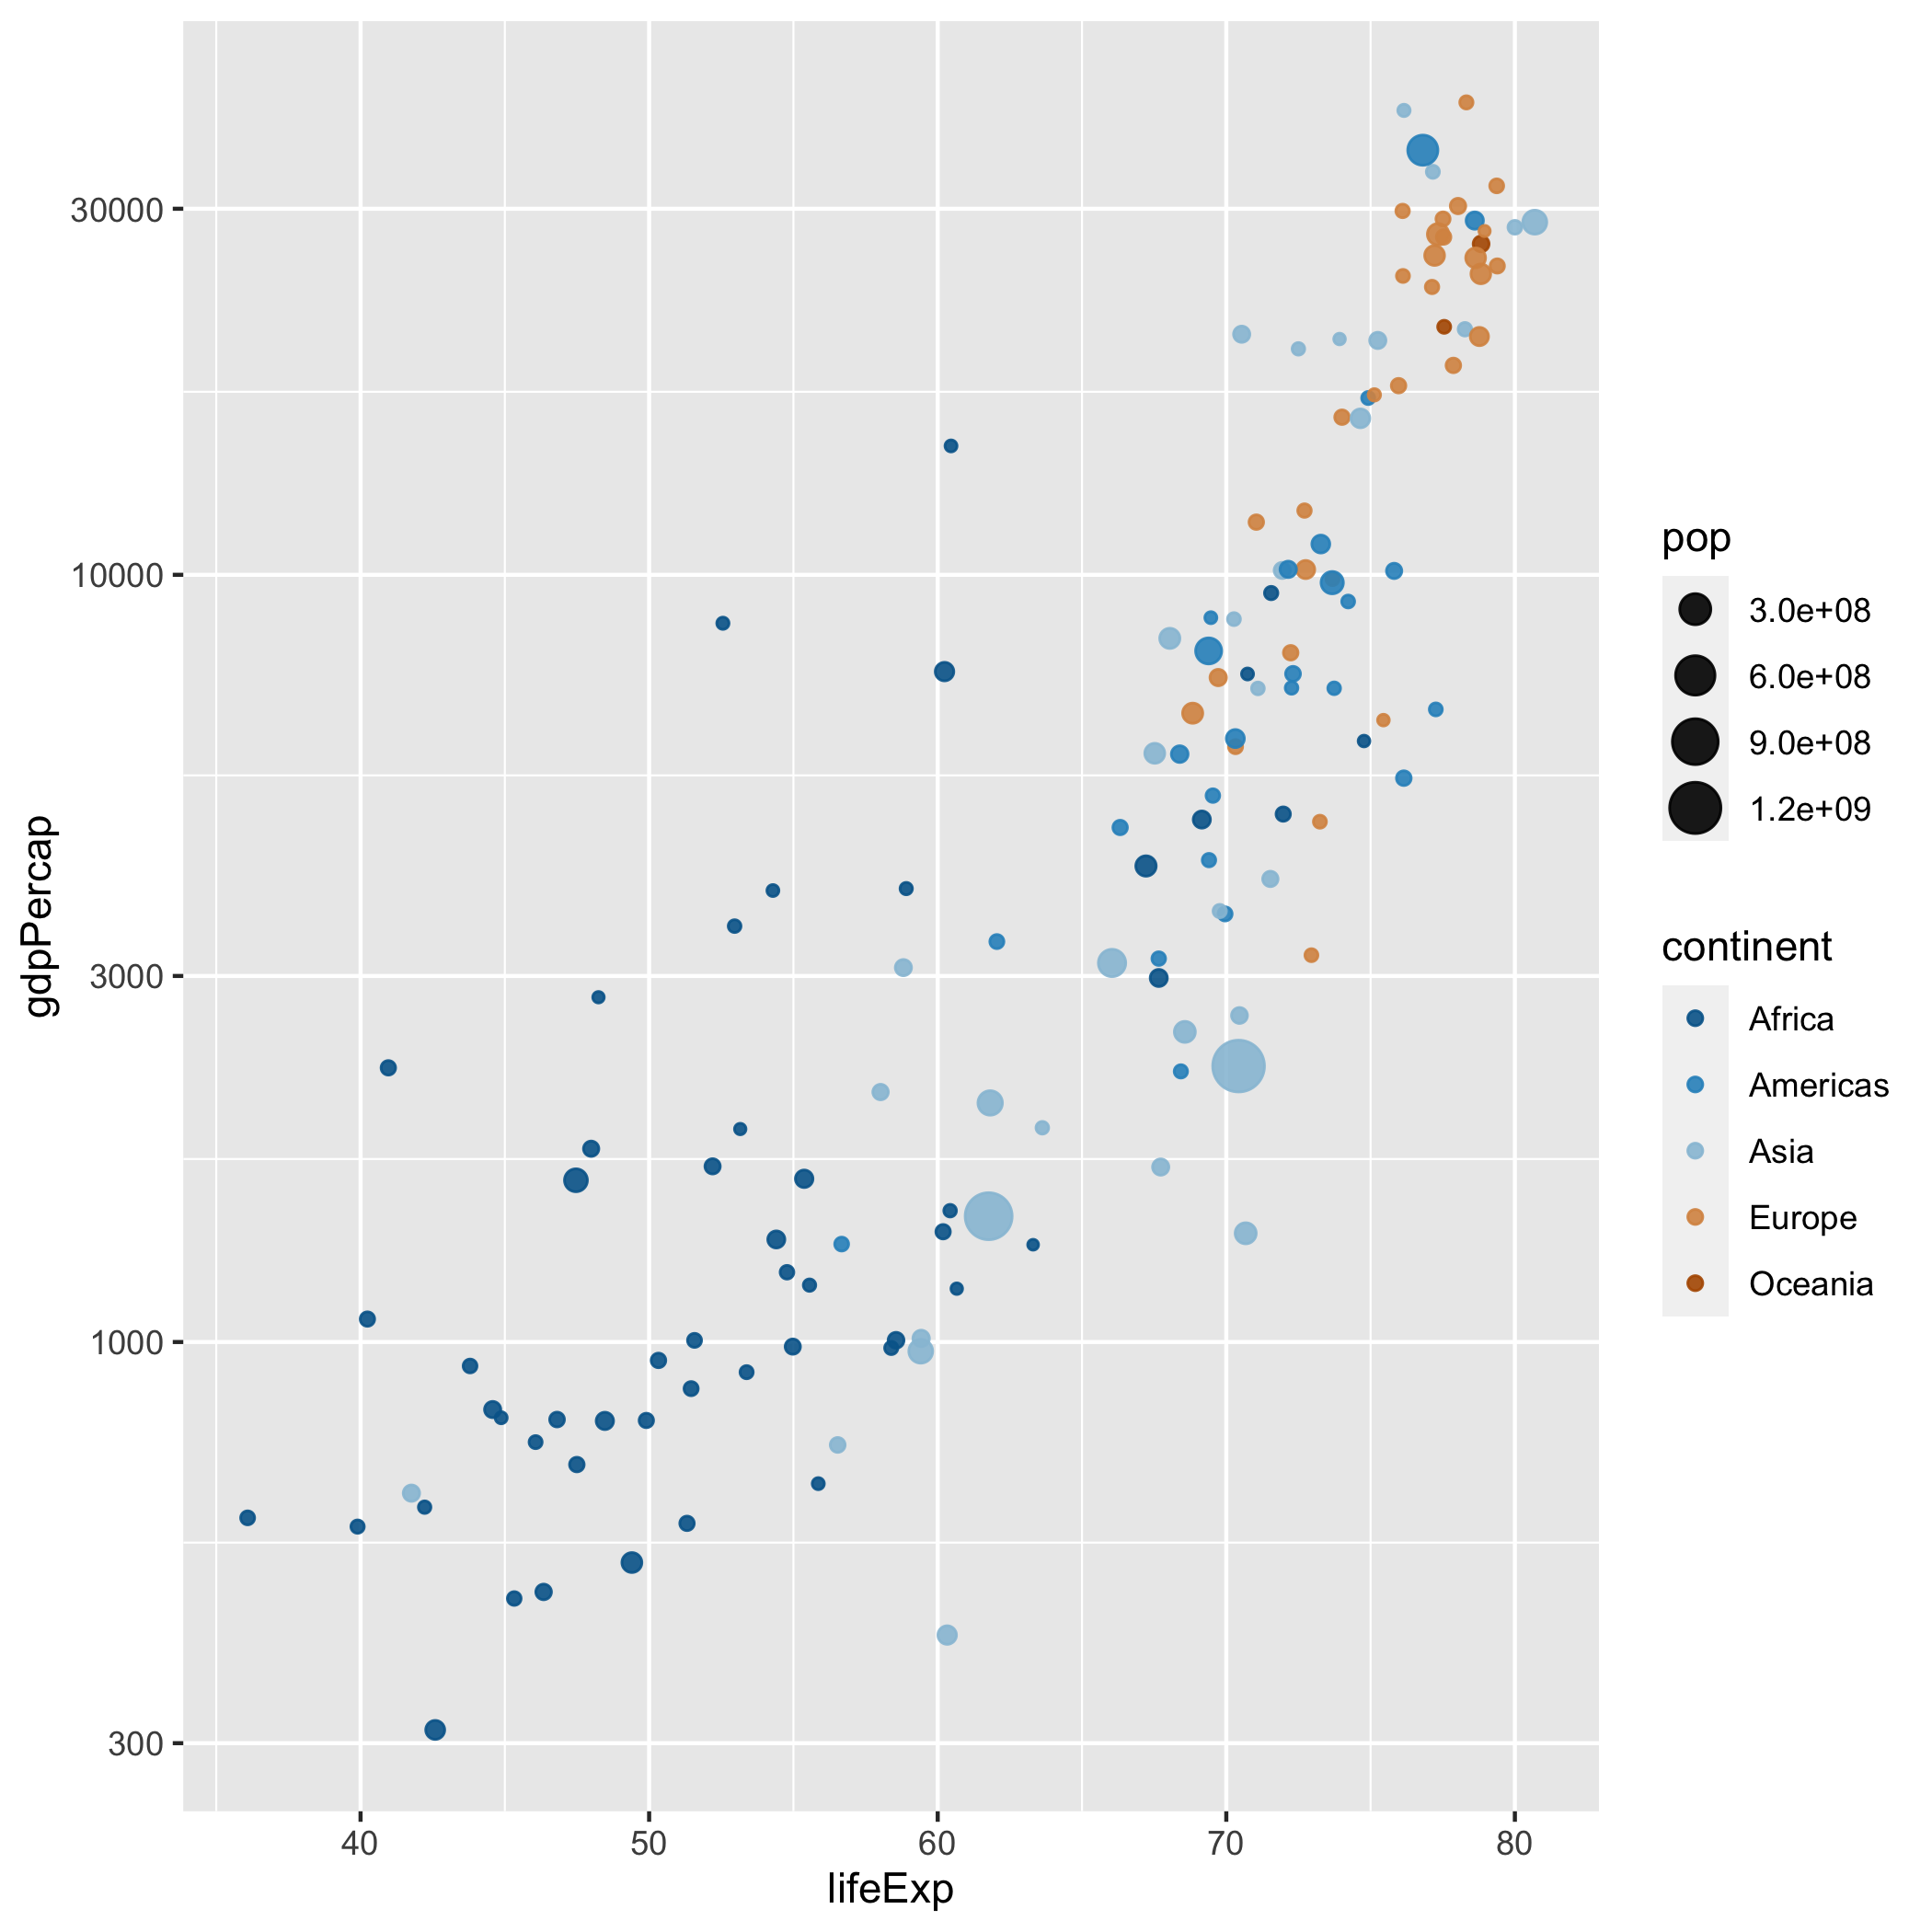 30000
10000
3000
1000
300
gdpPercap
40 50 60 70 80
lifeExp
pop
3.0e+08
6.0e+08
9.0e+08
1.2e+09
continent
Africa
Americas
Asia
Europe
Oceania